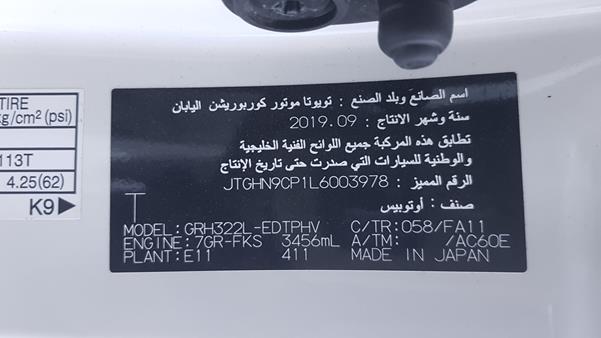 TIRE
kg/cm² (psi)
113T
4.25(62)
K9▶
اسم الصانع وبلد الصنع : تويوتا موتور كوربوريشن اليابان
سنة وشهر الانتاج : 2019.09
تطابق هذه المركبة جميع اللوائح الفنية الخليجية
والوطنية للسيارات التي صدرت حتى تاريخ الإنتاج
الرقم المميز : JTGHN9CP1L6003978
صنف : أوتوبيس
MODEL: GRH322L-EDTPHV C/TR: 058/FA11
ENGINE: 7GR-FKS 3456mL A/TM: /AC60E
PLANT: E11 411 MADE IN JAPAN